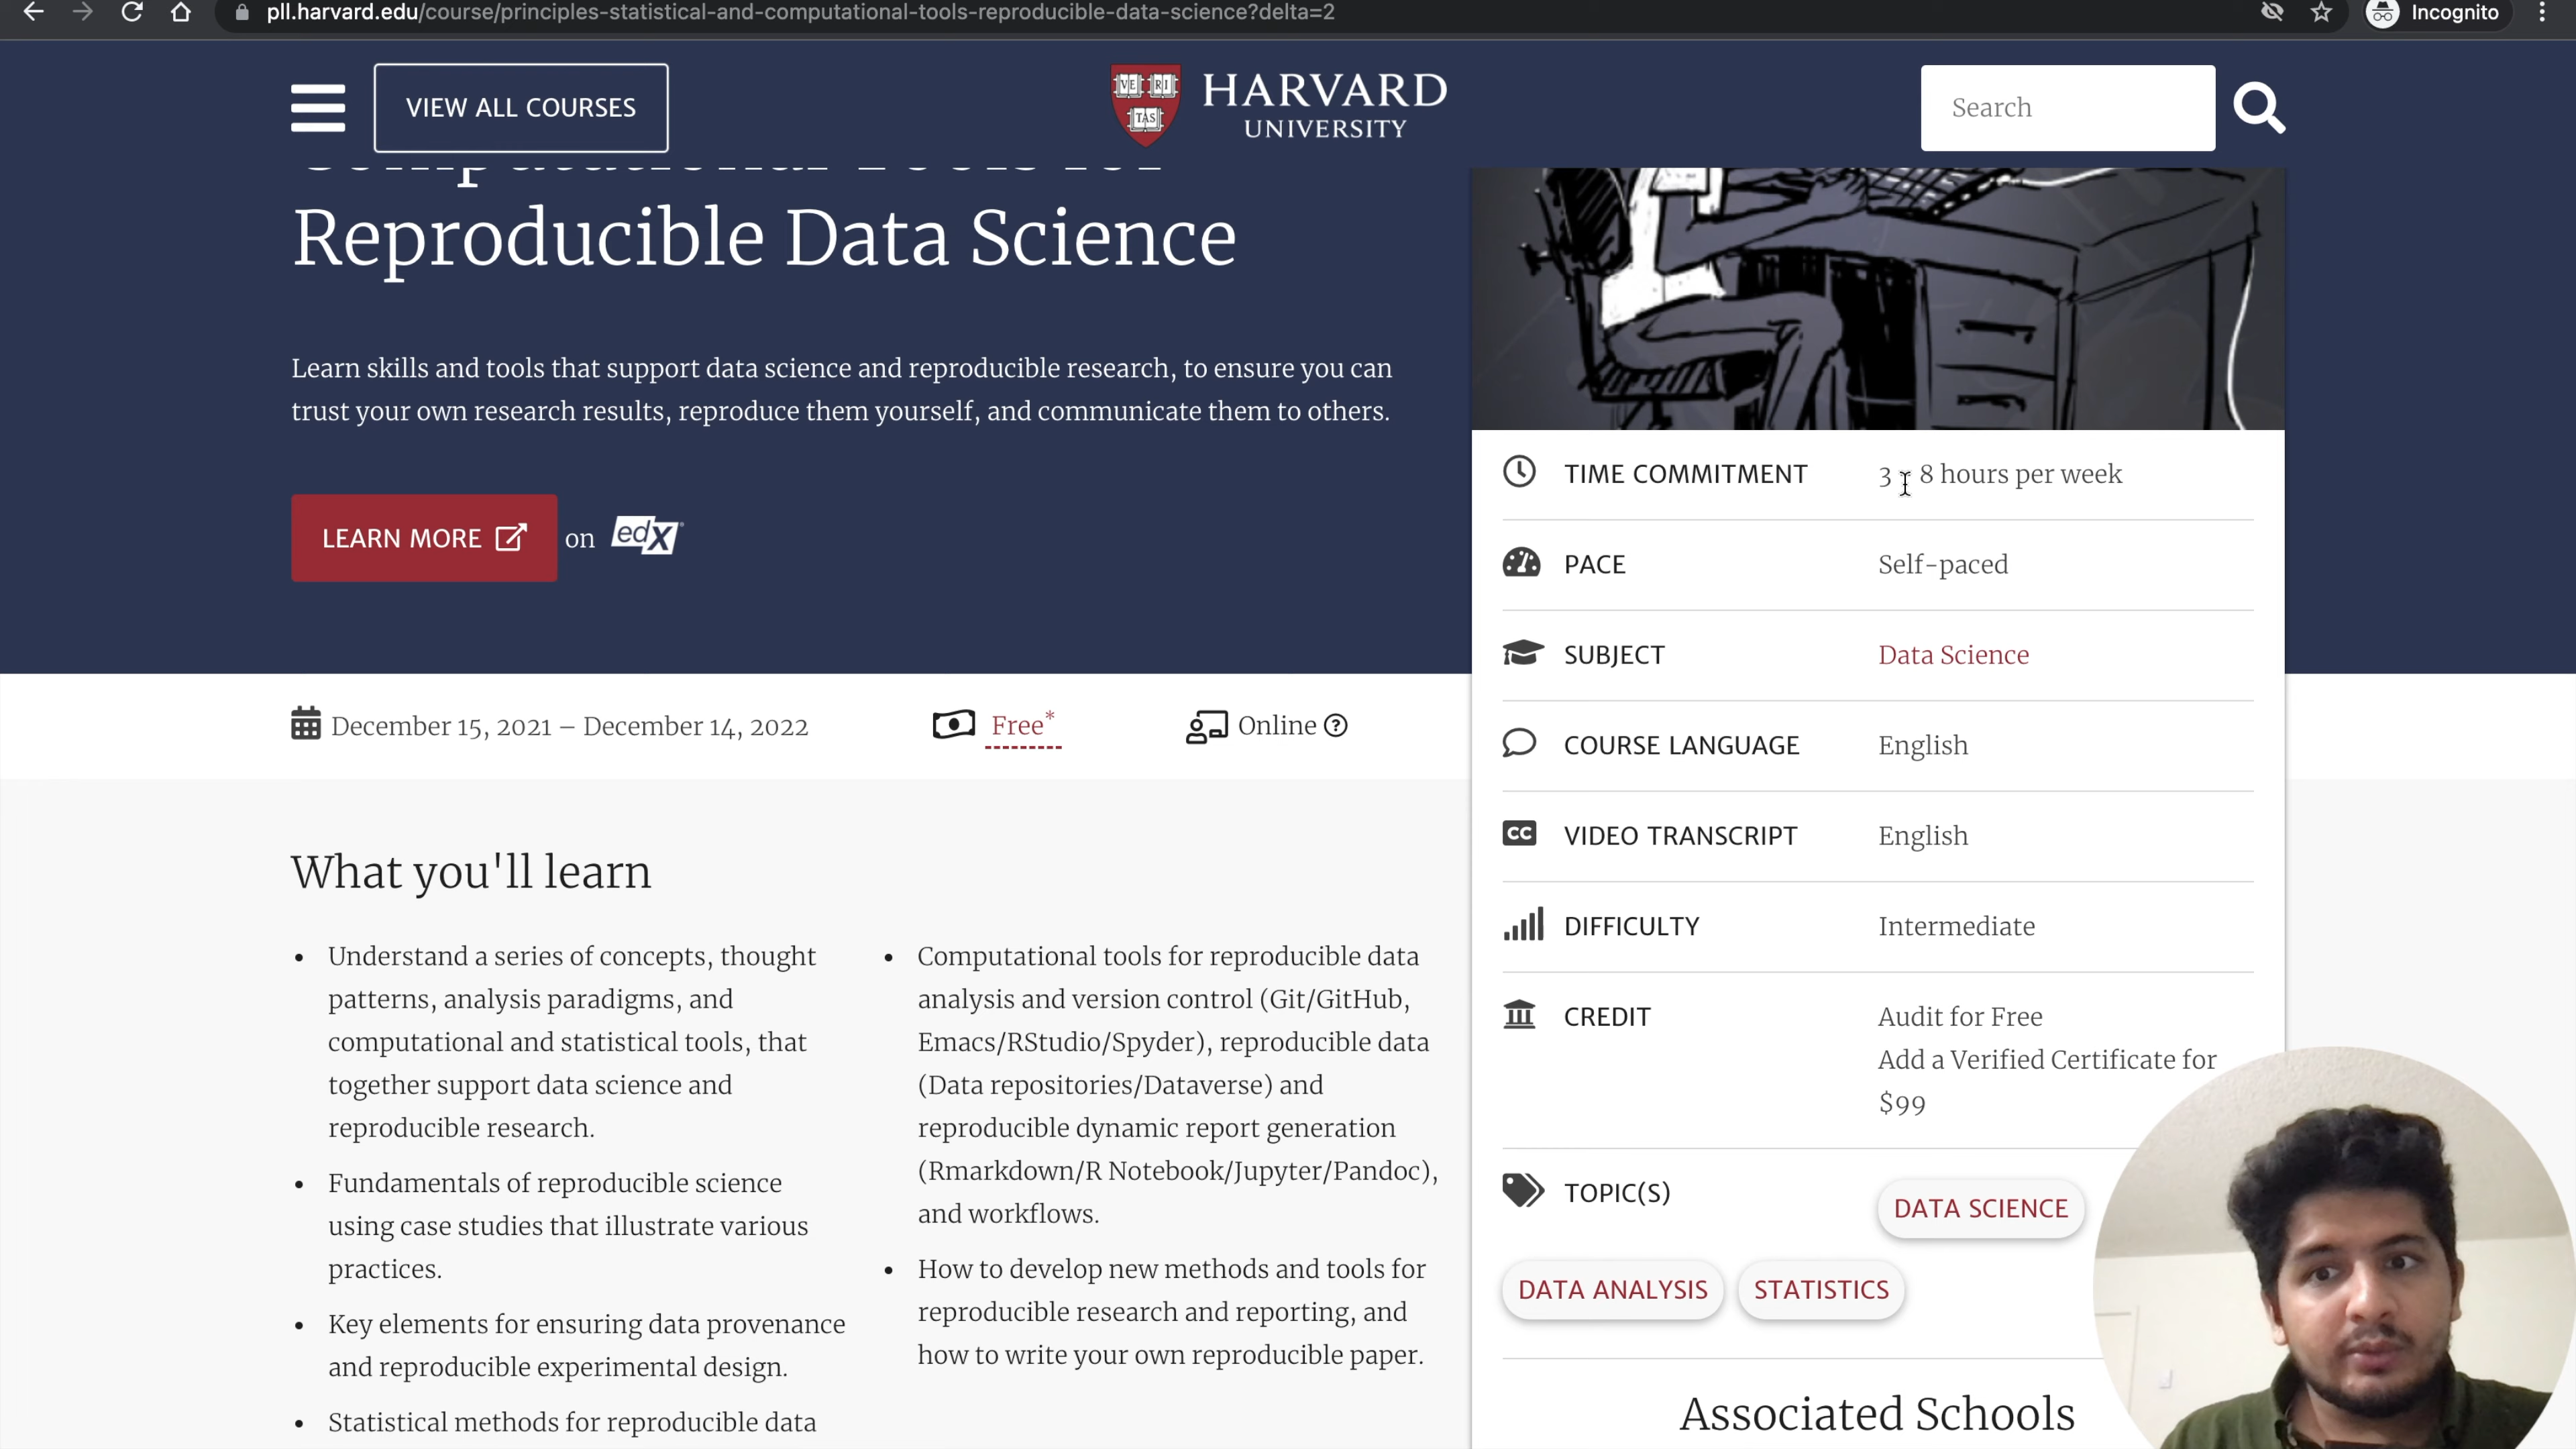 pll.harvard.edu/course/principles-statistical-and-computational-tools-reproducible-data-science?delta=2
Incognito
VIEW ALL COURSES
VE RI
TAS
HARVARD
UNIVERSITY
Search
Computational Tools for
Reproducible Data Science
Learn skills and tools that support data science and reproducible research, to ensure you can
trust your own research results, reproduce them yourself, and communicate them to others.
LEARN MORE on edX
December 15, 2021 – December 14, 2022
Free*
Online ?
What you'll learn
• Understand a series of concepts, thought
patterns, analysis paradigms, and
computational and statistical tools, that
together support data science and
reproducible research.
• Fundamentals of reproducible science
using case studies that illustrate various
practices.
• Key elements for ensuring data provenance
and reproducible experimental design.
• Statistical methods for reproducible data
• Computational tools for reproducible data
analysis and version control (Git/GitHub,
Emacs/RStudio/Spyder), reproducible data
(Data repositories/Dataverse) and
reproducible dynamic report generation
(Rmarkdown/R Notebook/Jupyter/Pandoc),
and workflows.
• How to develop new methods and tools for
reproducible research and reporting, and
how to write your own reproducible paper.
TIME COMMITMENT 3 - 8 hours per week
PACE Self-paced
SUBJECT Data Science
COURSE LANGUAGE English
CC VIDEO TRANSCRIPT English
DIFFICULTY Intermediate
CREDIT Audit for Free
Add a Verified Certificate for
$99
TOPIC(S) DATA SCIENCE
DATA ANALYSIS STATISTICS
Associated Schools